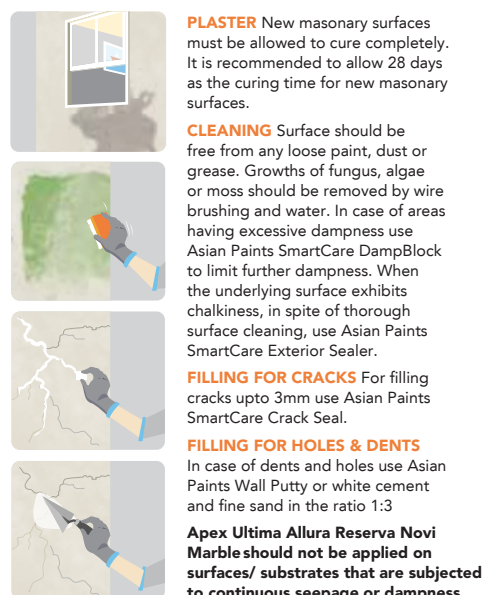 PLASTER New masonary surfaces
must be allowed to cure completely.
It is recommended to allow 28 days
as the curing time for new masonary
surfaces.
CLEANING Surface should be
free from any loose paint, dust or
grease. Growths of fungus, algae
or moss should be removed by wire
brushing and water. In case of areas
having excessive dampness use
Asian Paints SmartCare DampBlock
to limit further dampness. When
the underlying surface exhibits
chalkiness, in spite of thorough
surface cleaning, use Asian Paints
SmartCare Exterior Sealer.
FILLING FOR CRACKS For filling
cracks upto 3mm use Asian Paints
SmartCare Crack Seal.
FILLING FOR HOLES & DENTS
In case of dents and holes use Asian
Paints Wall Putty or white cement
and fine sand in the ratio 1:3
Apex Ultima Allura Reserva Novi
Marble should not be applied on
surfaces/ substrates that are subjected
to continuous seepage or dampness